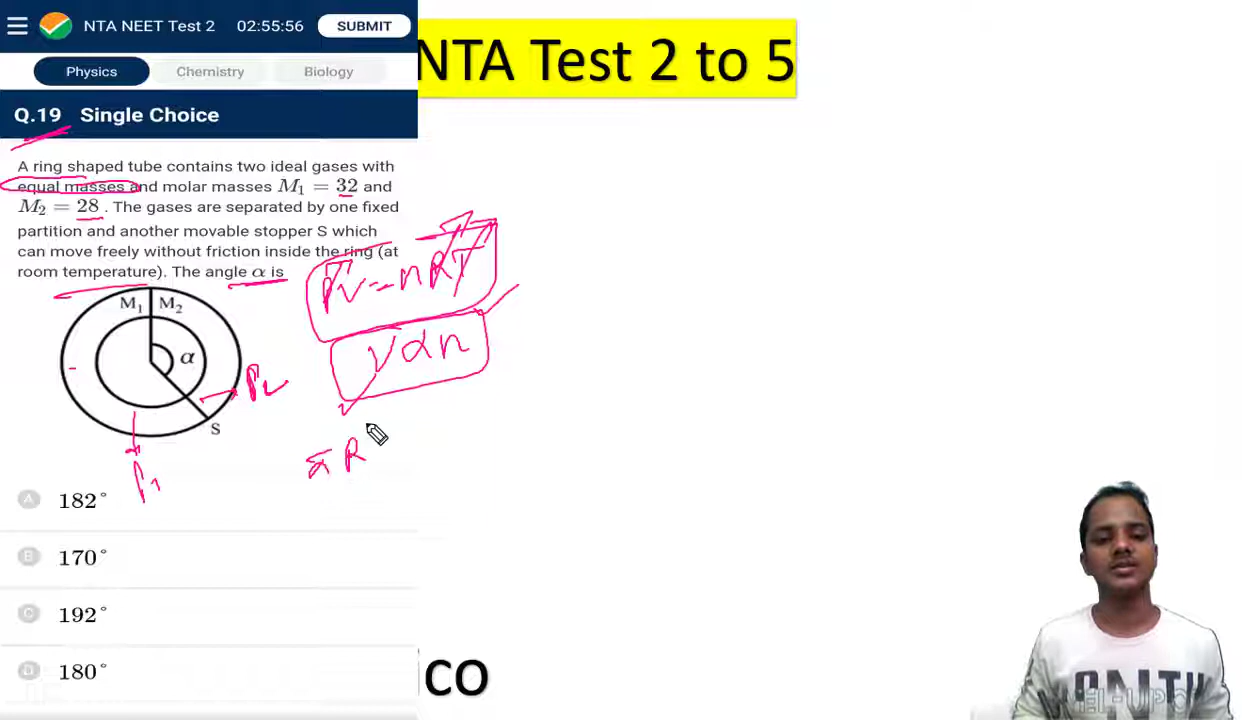 NTA NEET Test 2 02:55:56 SUBMIT
NTA Test 2 to 5
Physics Chemistry Biology
Q.19 Single Choice
A ring shaped tube contains two ideal gases with
equal masses and molar masses M₁ = 32 and
M₂ = 28 . The gases are separated by one fixed
partition and another movable stopper S which
can move freely without friction inside the ring (at
room temperature). The angle α is
PV = nRT
V α n
M₁ M₂
α
P₂
S
π R
P₁
A 182°
B 170°
C 192°
D 180°
ico